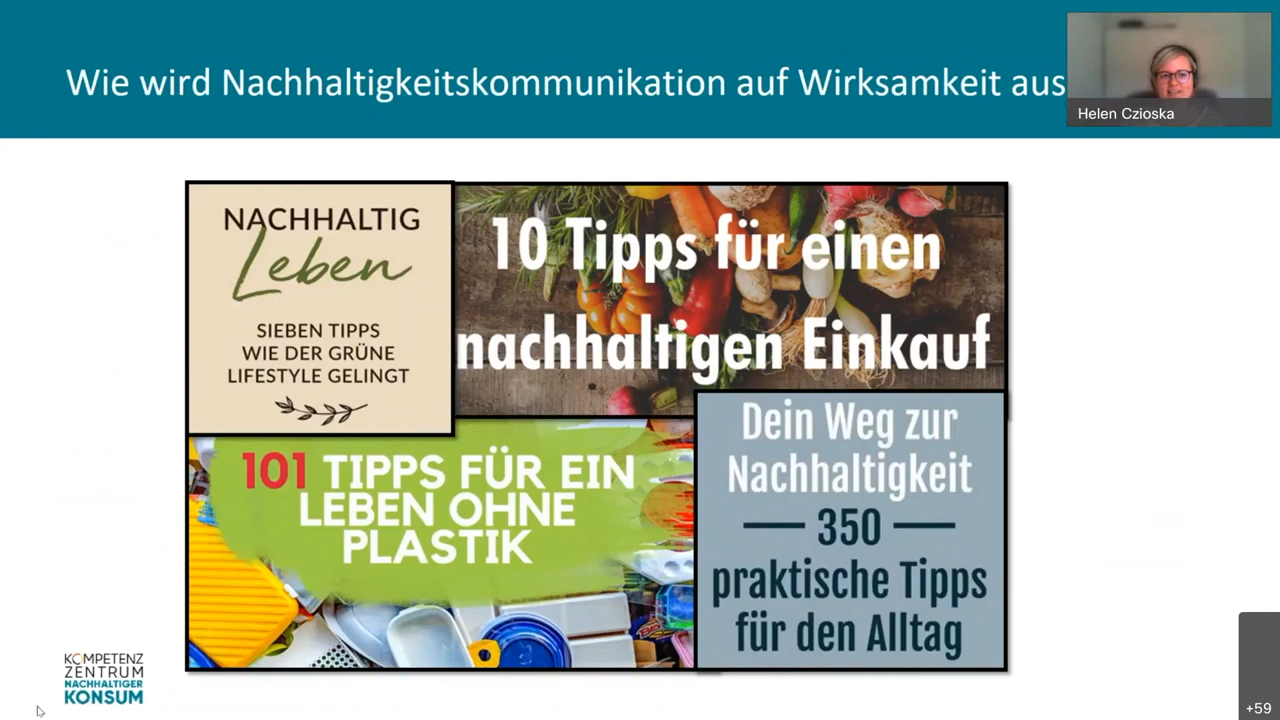 Wie wird Nachhaltigkeitskommunikation auf Wirksamkeit aus
Helen Czioska
NACHHALTIG
Leben
SIEBEN TIPPS
WIE DER GRÜNE
LIFESTYLE GELINGT
10 Tipps für einen
nachhaltigen Einkauf
101 TIPPS FÜR EIN
LEBEN OHNE
PLASTIK
Dein Weg zur
Nachhaltigkeit
350
praktische Tipps
für den Alltag
KOMPETENZ
ZENTRUM
NACHHALTIGER
KONSUM
+59